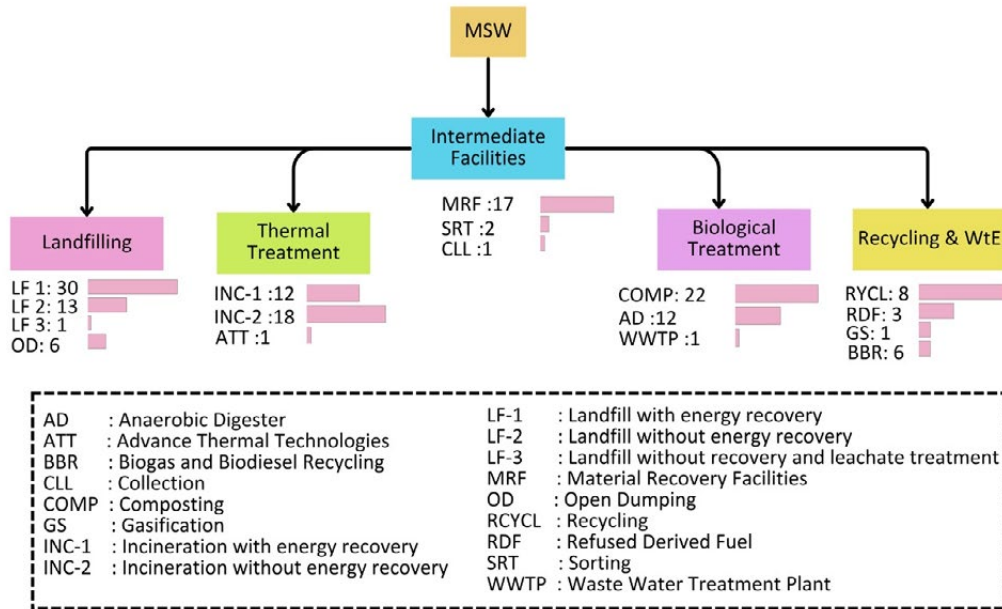 MSW
Intermediate
Facilities
MRF :17
SRT :2
CLL :1
Landfilling
LF 1: 30
LF 2: 13
LF 3: 1
OD: 6
Thermal
Treatment
INC-1 :12
INC-2 :18
ATT :1
Biological
Treatment
COMP: 22
AD :12
WWTP :1
Recycling & WtE
RYCL: 8
RDF: 3
GS: 1
BBR: 6
AD : Anaerobic Digester
ATT : Advance Thermal Technologies
BBR : Biogas and Biodiesel Recycling
CLL : Collection
COMP : Composting
GS : Gasification
INC-1 : Incineration with energy recovery
INC-2 : Incineration without energy recovery
LF-1 : Landfill with energy recovery
LF-2 : Landfill without energy recovery
LF-3 : Landfill without recovery and leachate treatment
MRF : Material Recovery Facilities
OD : Open Dumping
RCYCL : Recycling
RDF : Refused Derived Fuel
SRT : Sorting
WWTP : Waste Water Treatment Plant